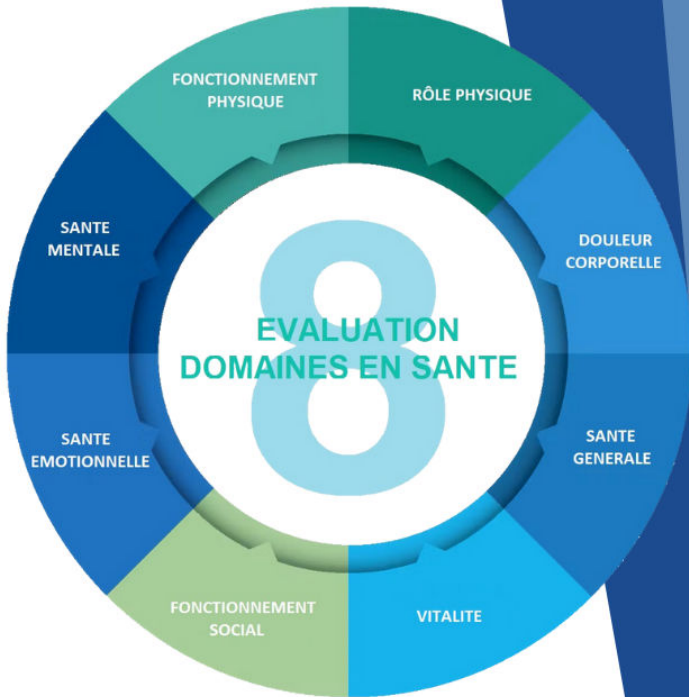 FONCTIONNEMENT
PHYSIQUE
RÔLE PHYSIQUE
DOULEUR
CORPORELLE
SANTE
GENERALE
VITALITE
FONCTIONNEMENT
SOCIAL
SANTE
EMOTIONNELLE
SANTE
MENTALE
8
EVALUATION
DOMAINES EN SANTE